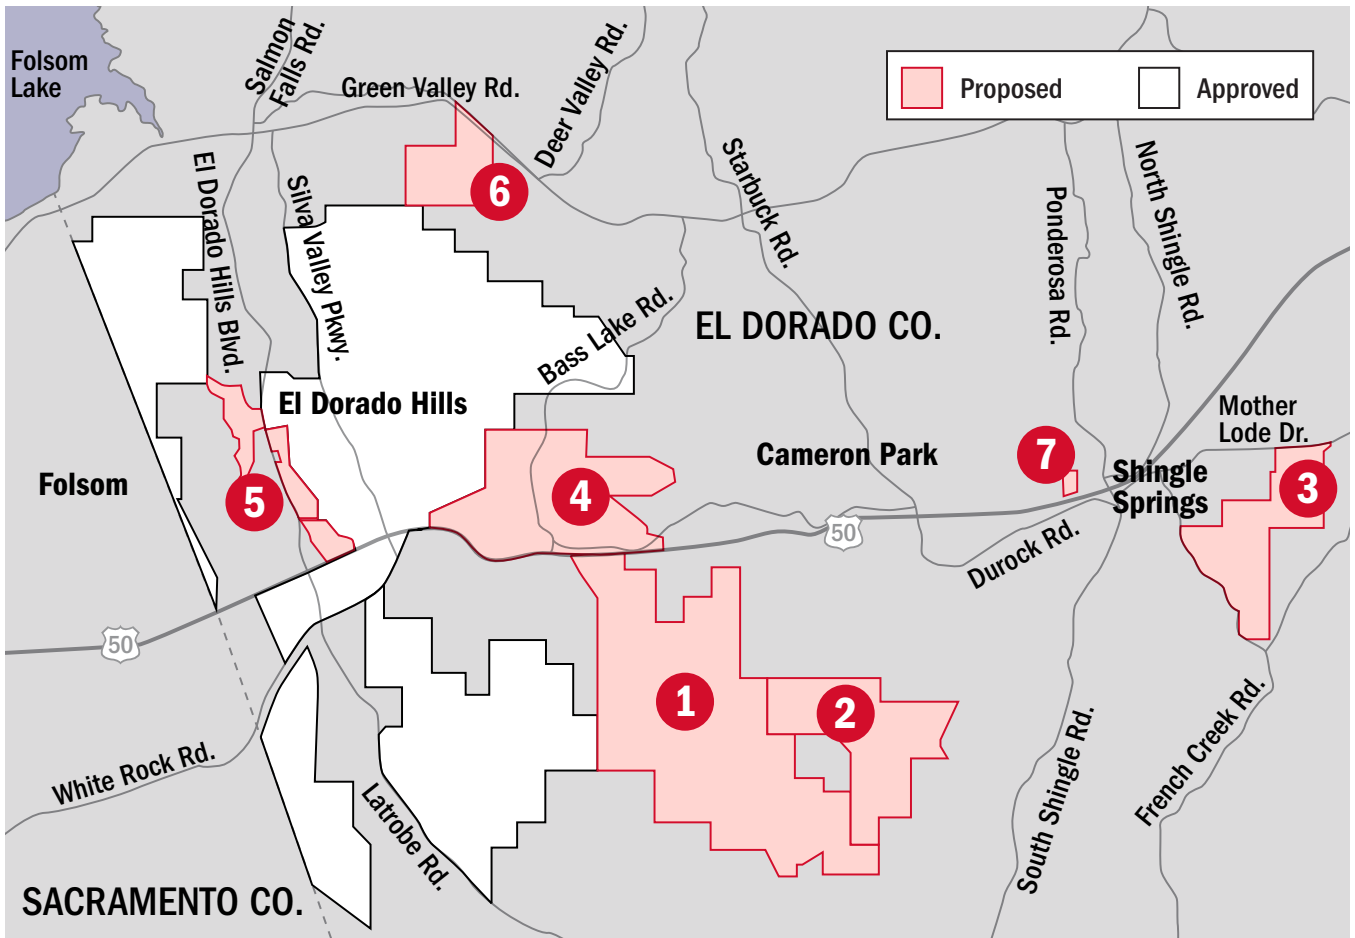 Folsom
Lake
Salmon
Falls Rd.
Green Valley Rd.
Deer Valley Rd.
Proposed
Approved
El Dorado Hills Blvd.
Silva Valley Pkwy.
6
Starbuck Rd.
Ponderosa Rd.
North Shingle Rd.
Bass Lake Rd.
EL DORADO CO.
El Dorado Hills
Mother
Lode Dr.
Folsom
Cameron Park
7
Shingle
Springs
3
5
4
50
Durock Rd.
50
1
2
White Rock Rd.
Latrobe Rd.
South Shingle Rd.
French Creek Rd.
SACRAMENTO CO.